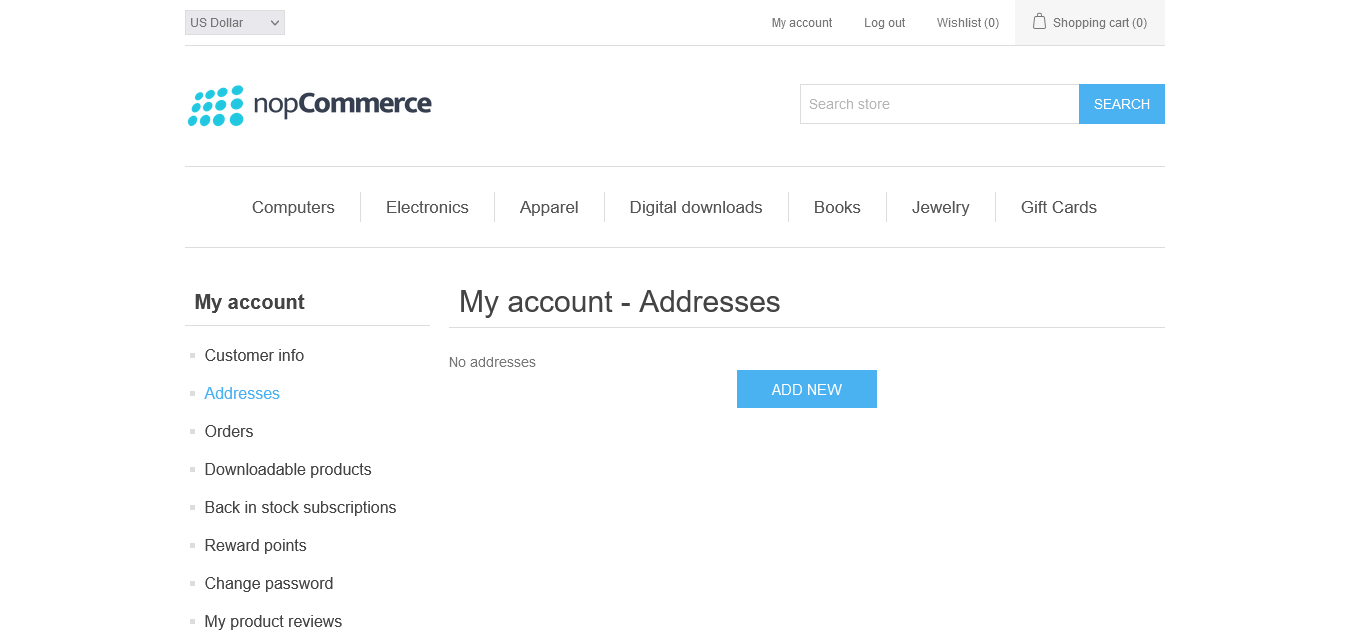 US Dollar
My account
Log out
Wishlist (0)
Shopping cart (0)
nopCommerce
Search store
SEARCH
Computers
Electronics
Apparel
Digital downloads
Books
Jewelry
Gift Cards
My account
Customer info
Addresses
Orders
Downloadable products
Back in stock subscriptions
Reward points
Change password
My product reviews
My account - Addresses
No addresses
ADD NEW